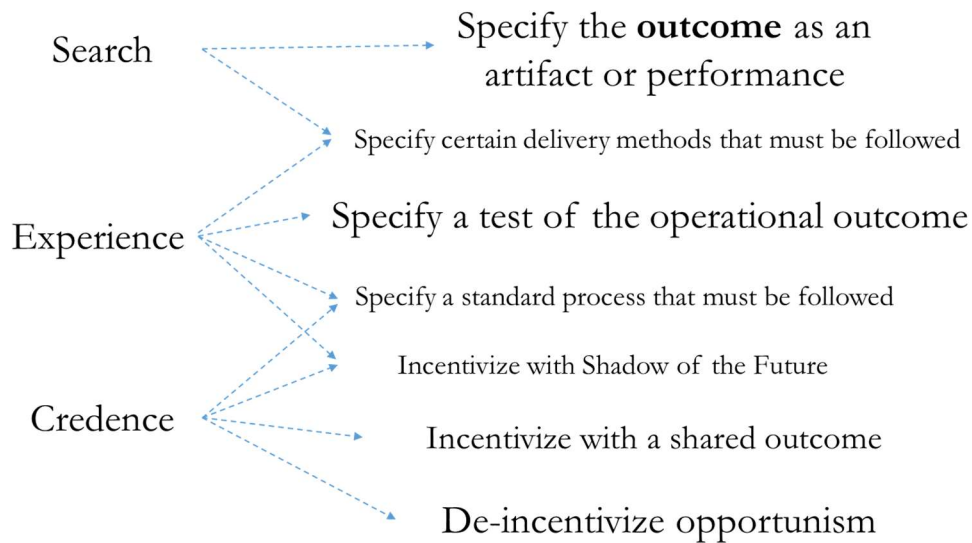 Search
Specify the outcome as an
artifact or performance
Specify certain delivery methods that must be followed
Experience
Specify a test of the operational outcome
Specify a standard process that must be followed
Incentivize with Shadow of the Future
Credence
Incentivize with a shared outcome
De-incentivize opportunism